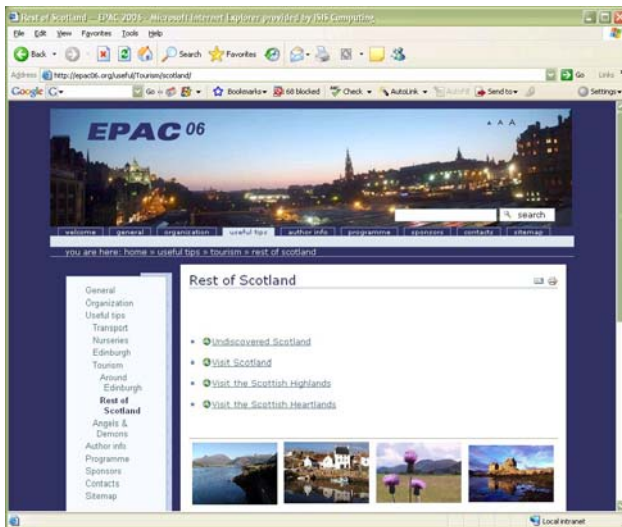 Rest of Scotland -- EPAC 2006 - Microsoft Internet Explorer provided by ISIS Computing
File Edit View Favorites Tools Help
Back Search Favorites
Address http://epac06.org/useful/Tourism/scotland/ Go Links
Google G Go Bookmarks 60 blocked Check AutoLink AutoFill Send to Settings
EPAC 06
A A A
search
welcome general organization useful tips author info programme sponsors contacts sitemap
you are here: home » useful tips » tourism » rest of scotland
Rest of Scotland
General
Organization
Useful tips
Transport
Nurseries
Edinburgh
Tourism
Around
Edinburgh
Rest of
Scotland
Angels &
Demons
Author info
Programme
Sponsors
Contacts
Sitemap
Undiscovered Scotland
Visit Scotland
Visit the Scottish Highlands
Visit the Scottish Heartlands
Local intranet